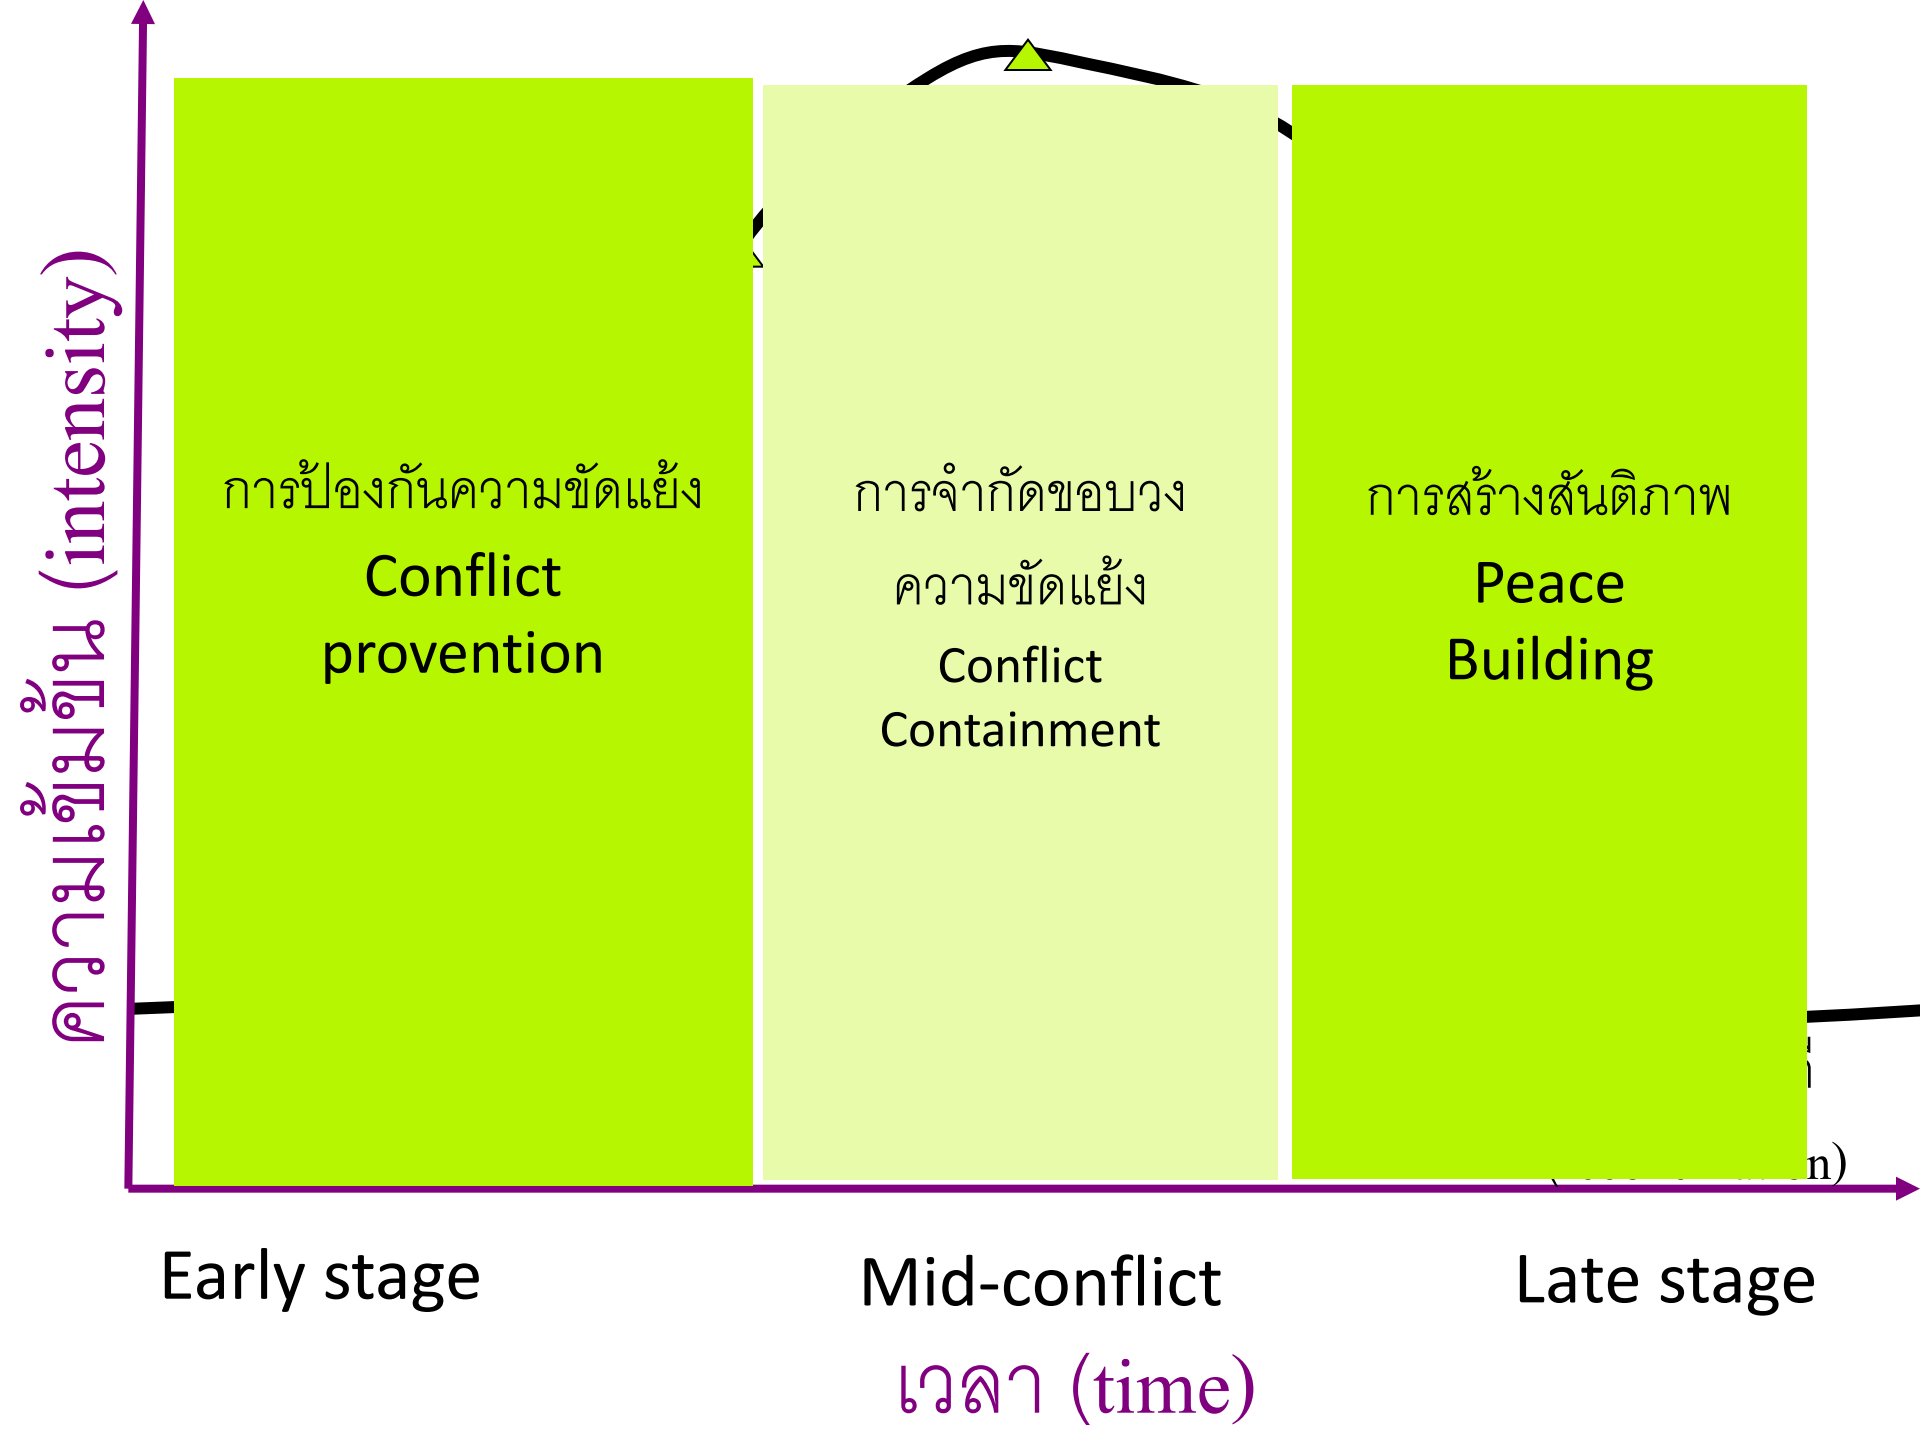 ความเข้มข้น (intensity)
การป้องกันความขัดแย้ง
Conflict
provention
การจำกัดขอบวง
ความขัดแย้ง
Conflict
Containment
การสร้างสันติภาพ
Peace
Building
Early stage
Mid-conflict
Late stage
เวลา (time)